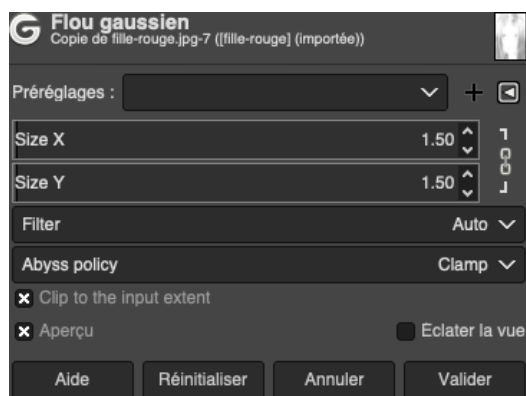 Flou gaussien
Copie de fille-rouge.jpg-7 ([fille-rouge] (importée))
Préréglages :
Size X 1.50
Size Y 1.50
Filter Auto
Abyss policy Clamp
Clip to the input extent
Aperçu Eclater la vue
Aide Réinitialiser Annuler Valider